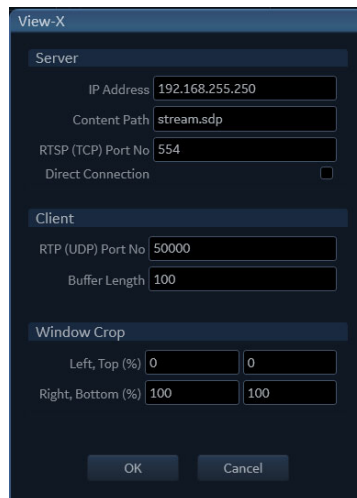 View-X
Server
IP Address 192.168.255.250
Content Path stream.sdp
RTSP (TCP) Port No 554
Direct Connection
Client
RTP (UDP) Port No 50000
Buffer Length 100
Window Crop
Left, Top (%) 0 0
Right, Bottom (%) 100 100
OK Cancel